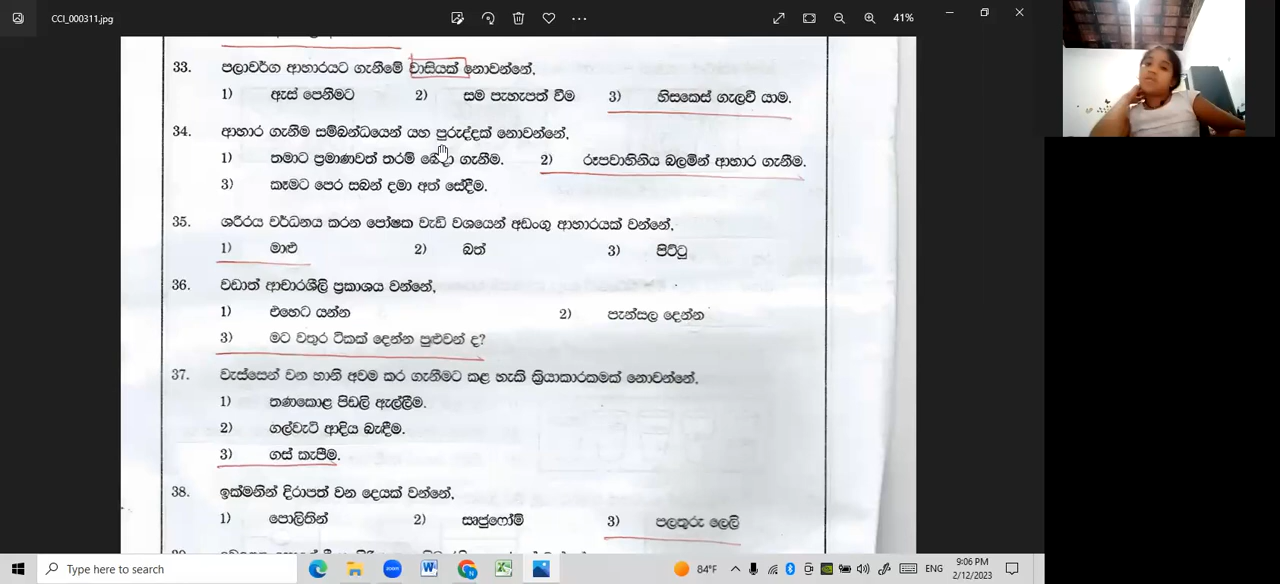 CCI_000311.jpg
41%
33. පලාවර්ග ආහාරයට ගැනීමේ වාසියක් නොවන්නේ,
1) ඇස් පෙනීමට 2) සම පැහැපත් වීම 3) හිසකෙස් ගැලවී යාම.
34. ආහාර ගැනීම සම්බන්ධයෙන් යහ පුරුද්දක් නොවන්නේ,
1) තමාට ප්‍රමාණවත් තරම් බෙදා ගැනීම. 2) රූපවාහිනිය බලමින් ආහාර ගැනීම.
3) කෑමට පෙර සබන් දමා අත් සේදීම.
35. ශරීරය වර්ධනය කරන පෝෂක වැඩි වශයෙන් අඩංගු ආහාරයක් වන්නේ,
1) මාළු 2) බත් 3) පිට්ටු
36. වඩාත් ආචාරශීලි ප්‍රකාශය වන්නේ,
1) එහෙට යන්න 2) පැන්සල දෙන්න
3) මට වතුර ටිකක් දෙන්න පුළුවන් ද?
37. වැස්සෙන් වන හානි අවම කර ගැනීමට කළ හැකි ක්‍රියාකාරකමක් නොවන්නේ,
1) තණකොළ පිඩලි ඇල්ලීම.
2) ගල්වැටි ආදිය බැඳීම.
3) ගස් කැපීම.
38. ඉක්මනින් දිරාපත් වන දෙයක් වන්නේ,
1) පොලිතින් 2) ඍජුෆෝම් 3) පලතුරු ලෙලි
Type here to search
84°F
ENG
9:06 PM
2/12/2023